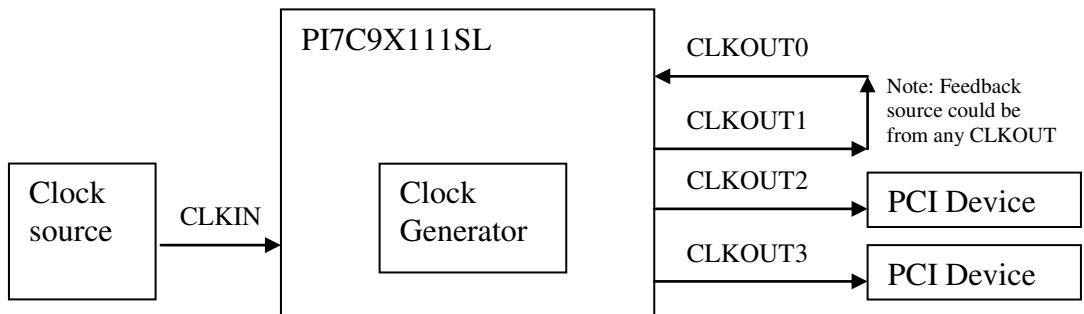 PI7C9X111SL
CLKOUT0
Note: Feedback
source could be
from any CLKOUT
CLKOUT1
Clock
source
CLKIN
Clock
Generator
CLKOUT2
PCI Device
CLKOUT3
PCI Device